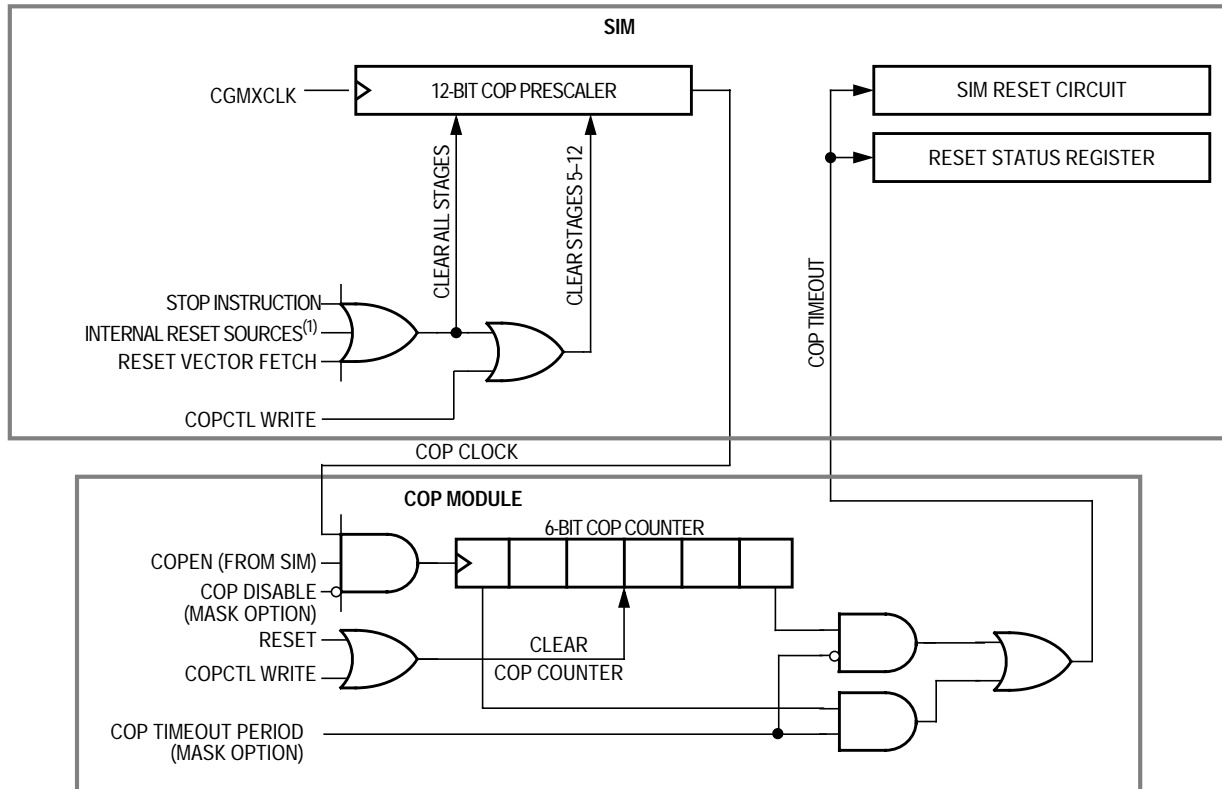 SIM
CGMXCLK
12-BIT COP PRESCALER
SIM RESET CIRCUIT
RESET STATUS REGISTER
CLEAR ALL STAGES
CLEAR STAGES 5–12
COP TIMEOUT
STOP INSTRUCTION
INTERNAL RESET SOURCES(1)
RESET VECTOR FETCH
COPCTL WRITE
COP CLOCK
COP MODULE
6-BIT COP COUNTER
COPEN (FROM SIM)
COP DISABLE
(MASK OPTION)
RESET
COPCTL WRITE
CLEAR
COP COUNTER
COP TIMEOUT PERIOD
(MASK OPTION)